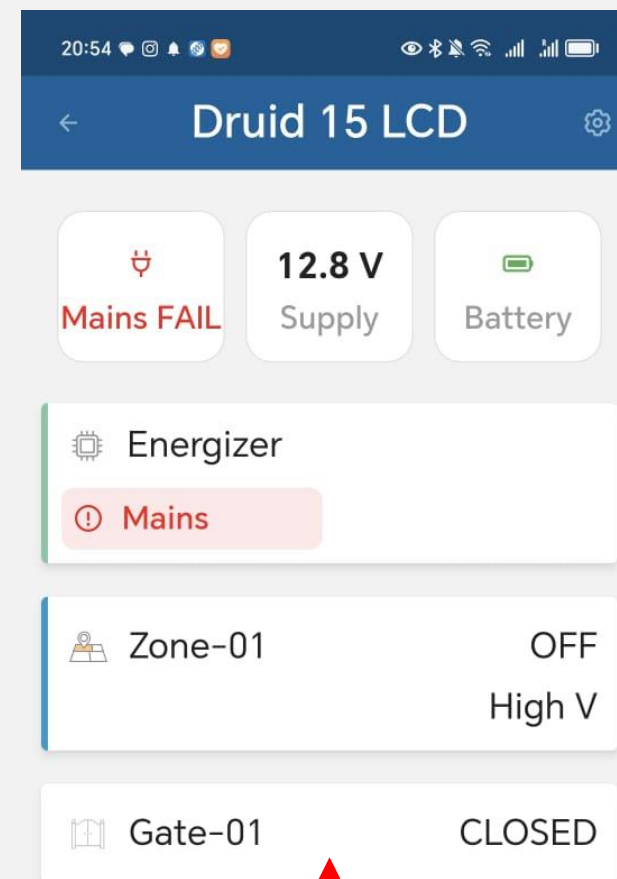 20:54
Druid 15 LCD
Mains FAIL
12.8 V
Supply
Battery
Energizer
Mains
Zone-01 OFF
High V
Gate-01 CLOSED